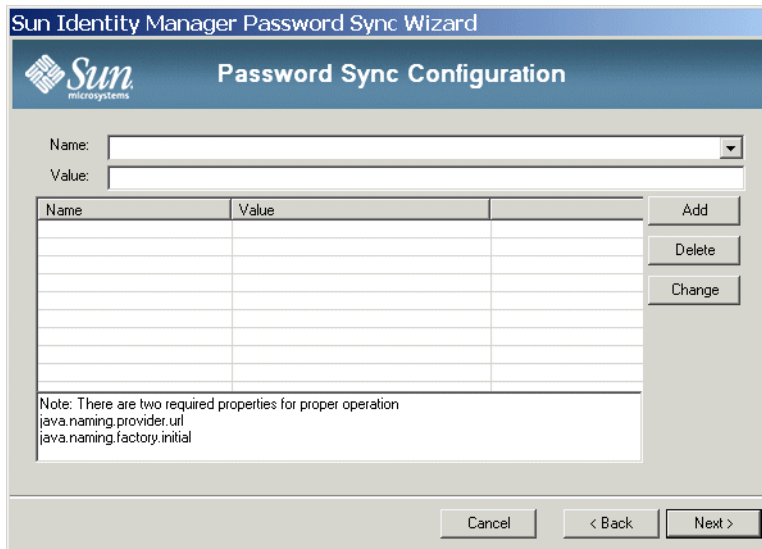 Sun Identity Manager Password Sync Wizard
Sun
microsystems
Password Sync Configuration
Name:
Value:
Name Value
Add
Delete
Change
Note: There are two required properties for proper operation
java.naming.provider.url
java.naming.factory.initial
Cancel < Back Next >